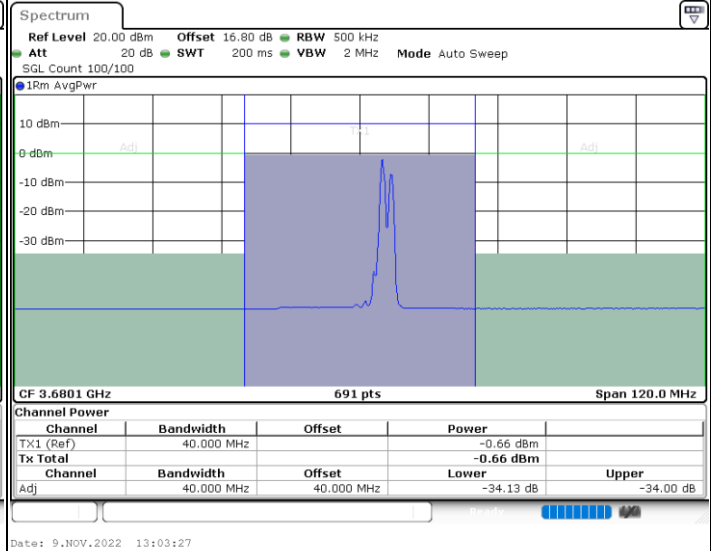 Spectrum
Ref Level 20.00 dBm Offset 16.80 dB RBW 500 kHz
Att 20 dB SWT 200 ms VBW 2 MHz Mode Auto Sweep
SGL Count 100/100
1Rm AvgPwr
10 dBm
TX1
Adj
Adj
0 dBm
-10 dBm
-20 dBm
-30 dBm
CF 3.6801 GHz 691 pts Span 120.0 MHz
Channel Power
Channel Bandwidth Offset Power
TX1 (Ref) 40.000 MHz -0.66 dBm
Tx Total -0.66 dBm
Channel Bandwidth Offset Lower Upper
Adj 40.000 MHz 40.000 MHz -34.13 dB -34.00 dB
Ready
Date: 9.NOV.2022 13:03:27